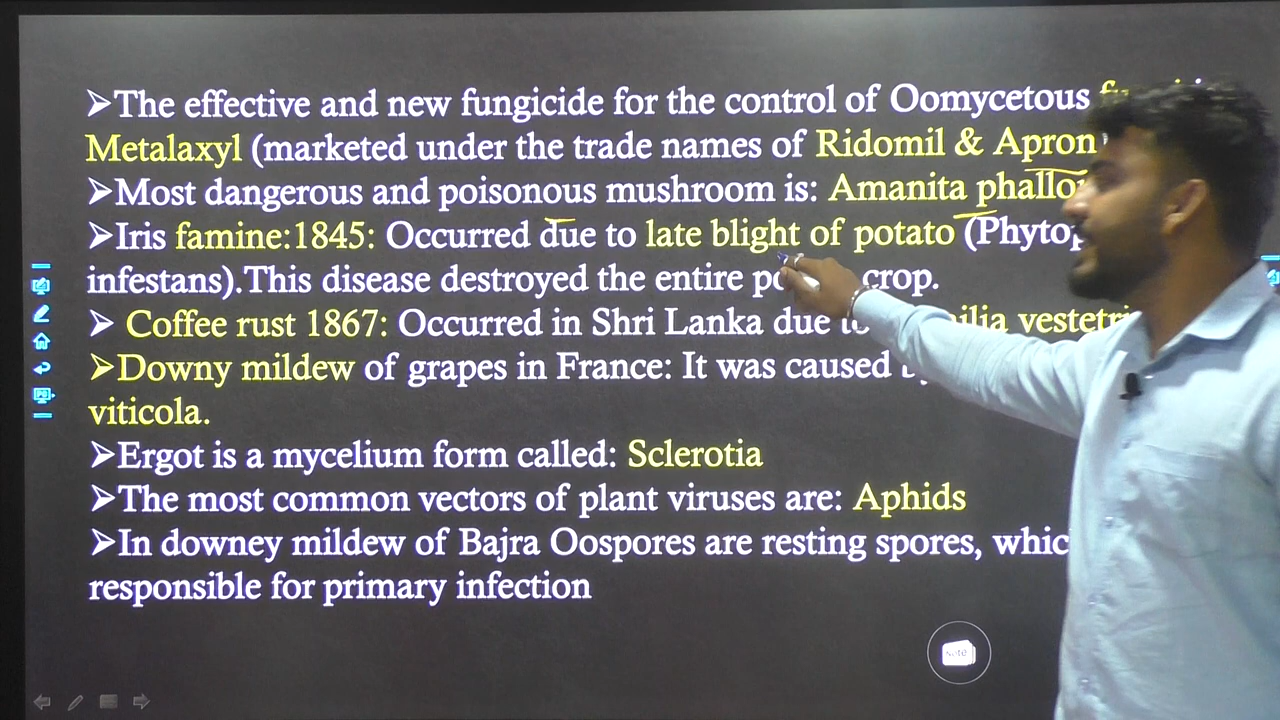 ➤The effective and new fungicide for the control of Oomycetous
Metalaxyl (marketed under the trade names of Ridomil & Apron
➤Most dangerous and poisonous mushroom is: Amanita
➤Iris famine:1845: Occurred due to late blight of potato
infestans).This disease destroyed the entire crop.
➤ Coffee rust 1867: Occurred in Shri Lanka due
➤Downy mildew of grapes in France: It was caused
viticola.
➤Ergot is a mycelium form called: Sclerotia
➤The most common vectors of plant viruses are: Aphids
➤In downey mildew of Bajra Oospores are resting spores,
responsible for primary infection